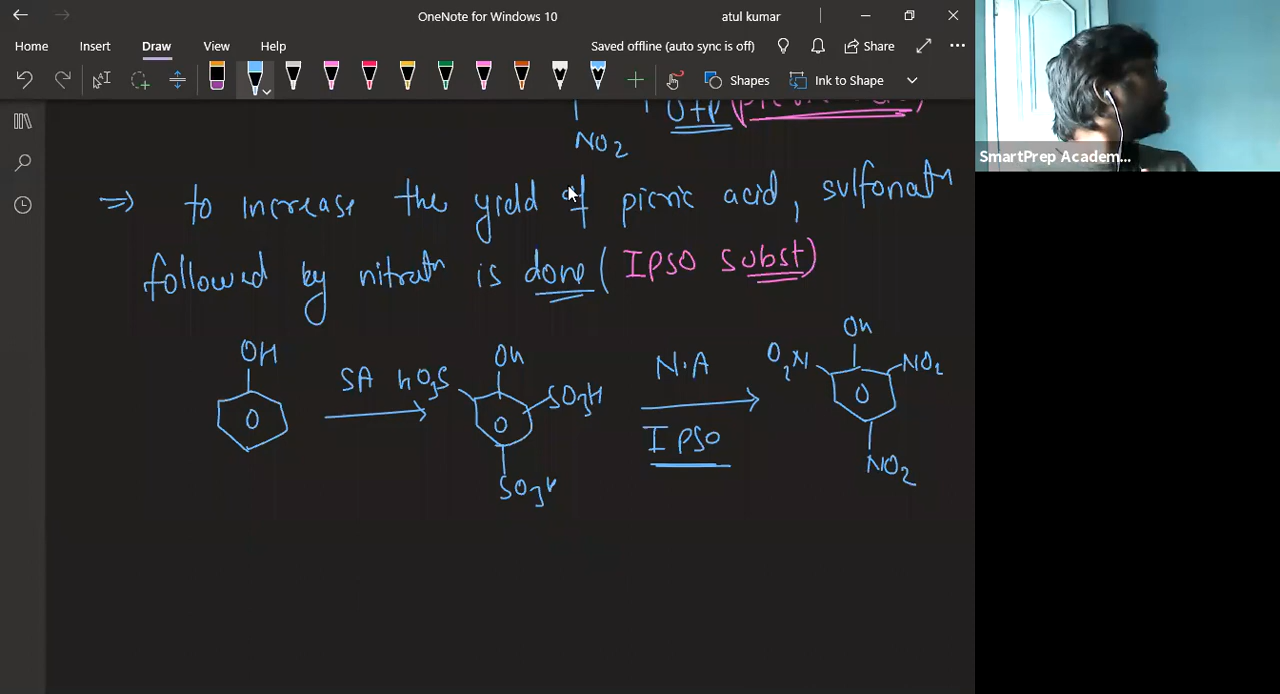 OneNote for Windows 10
atul kumar
Home Insert Draw View Help
Saved offline (auto sync is off)
Share
Shapes
Ink to Shape
SmartPrep Academ...
NO2
⇒ to increase the yield of picric acid, sulfonatn
followed by nitratn is done (IPSO subst)
OH
SA
Oh
hO3S
SO3H
SO3H
N.A
IPSO
Oh
O2N
NO2
NO2